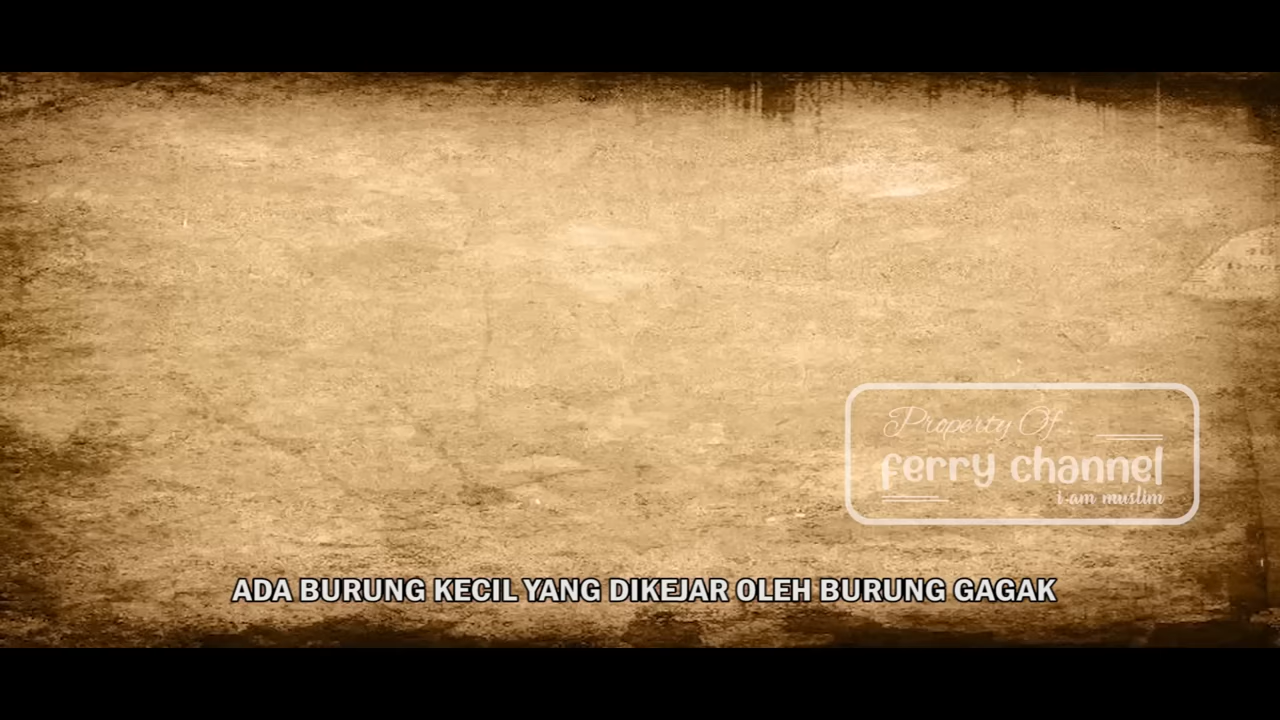 Property Of :
ferry channel
i am muslim
ADA BURUNG KECIL YANG DIKEJAR OLEH BURUNG GAGAK